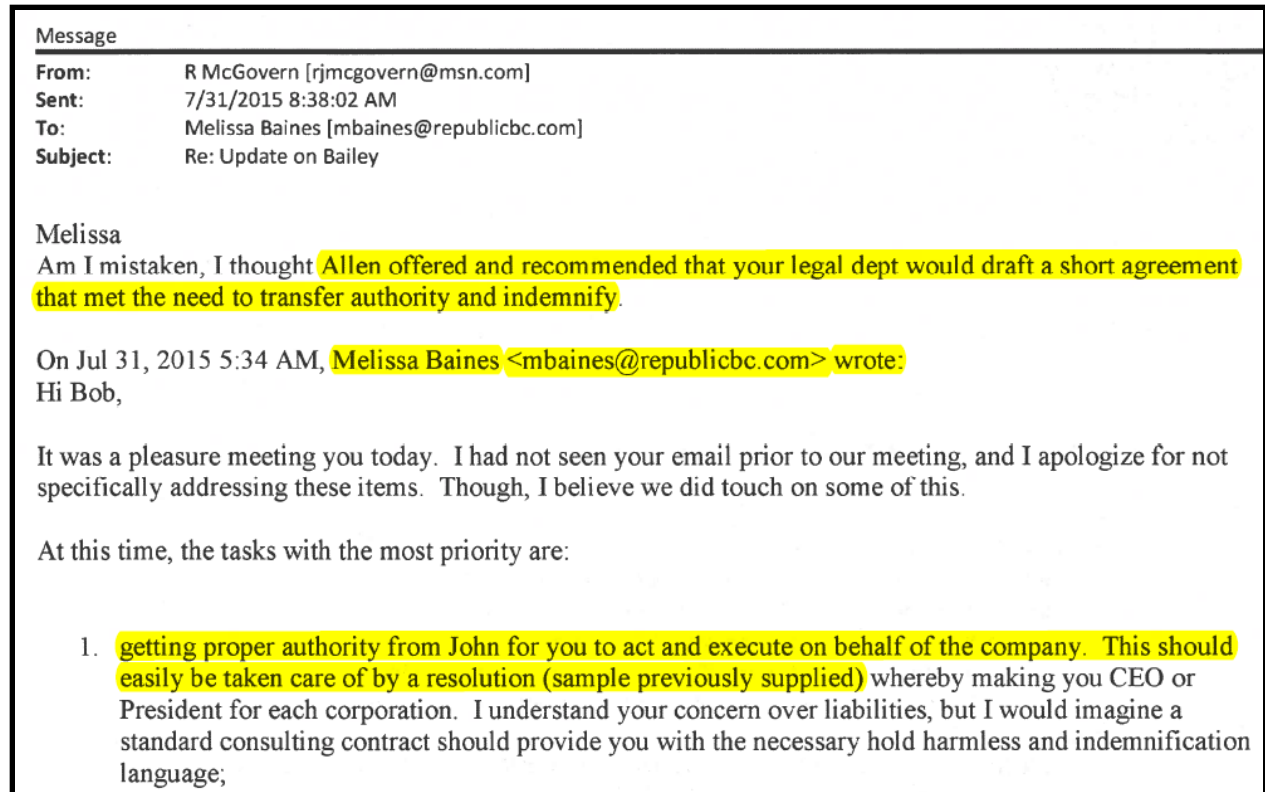 Message
From: R McGovern [rjmcgovern@msn.com]
Sent: 7/31/2015 8:38:02 AM
To: Melissa Baines [mbaines@republicbc.com]
Subject: Re: Update on Bailey
Melissa
Am I mistaken, I thought Allen offered and recommended that your legal dept would draft a short agreement
that met the need to transfer authority and indemnify.
On Jul 31, 2015 5:34 AM, Melissa Baines <mbaines@republicbc.com> wrote:
Hi Bob,
It was a pleasure meeting you today. I had not seen your email prior to our meeting, and I apologize for not
specifically addressing these items. Though, I believe we did touch on some of this.
At this time, the tasks with the most priority are:
1. getting proper authority from John for you to act and execute on behalf of the company. This should
easily be taken care of by a resolution (sample previously supplied) whereby making you CEO or
President for each corporation. I understand your concern over liabilities, but I would imagine a
standard consulting contract should provide you with the necessary hold harmless and indemnification
language;